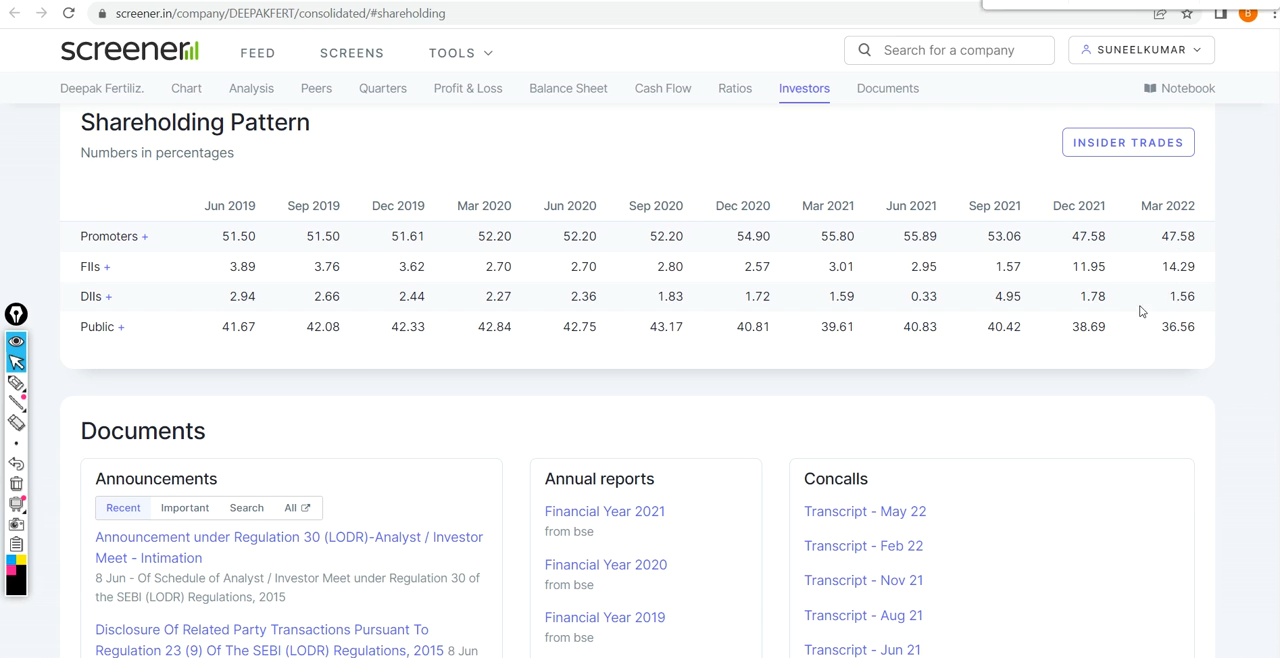 screener.in/company/DEEPAKFERT/consolidated/#shareholding
B
screener
FEED
SCREENS
TOOLS
Search for a company
SUNEELKUMAR
Deepak Fertiliz. Chart Analysis Peers Quarters Profit & Loss Balance Sheet Cash Flow Ratios Investors Documents Notebook
Shareholding Pattern
Numbers in percentages
INSIDER TRADES
Jun 2019 Sep 2019 Dec 2019 Mar 2020 Jun 2020 Sep 2020 Dec 2020 Mar 2021 Jun 2021 Sep 2021 Dec 2021 Mar 2022
Promoters + 51.50 51.50 51.61 52.20 52.20 52.20 54.90 55.80 55.89 53.06 47.58 47.58
FIIs + 3.89 3.76 3.62 2.70 2.70 2.80 2.57 3.01 2.95 1.57 11.95 14.29
DIIs + 2.94 2.66 2.44 2.27 2.36 1.83 1.72 1.59 0.33 4.95 1.78 1.56
Public + 41.67 42.08 42.33 42.84 42.75 43.17 40.81 39.61 40.83 40.42 38.69 36.56
Documents
Announcements
Recent Important Search All
Announcement under Regulation 30 (LODR)-Analyst / Investor
Meet - Intimation
8 Jun - Of Schedule of Analyst / Investor Meet under Regulation 30 of
the SEBI (LODR) Regulations, 2015
Disclosure Of Related Party Transactions Pursuant To
Regulation 23 (9) Of The SEBI (LODR) Regulations, 2015 8 Jun
Annual reports
Financial Year 2021
from bse
Financial Year 2020
from bse
Financial Year 2019
from bse
Concalls
Transcript - May 22
Transcript - Feb 22
Transcript - Nov 21
Transcript - Aug 21
Transcript - Jun 21